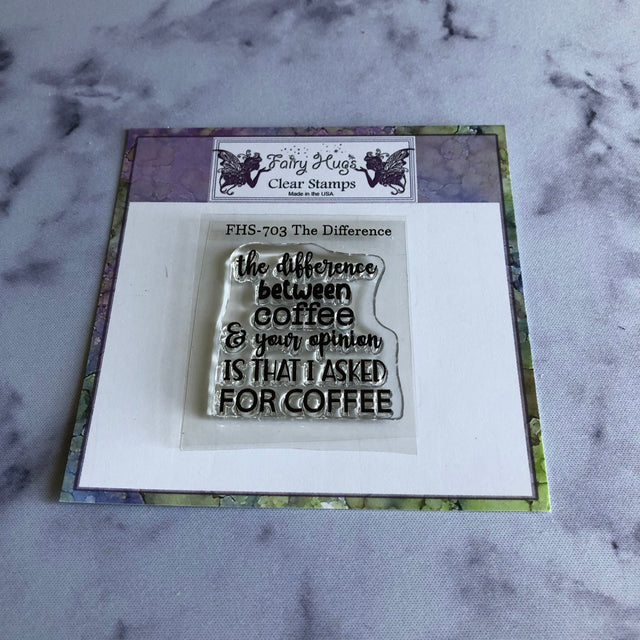 Fairy Hugs
Clear Stamps
Made in the USA
FHS-703 The Difference
the difference
between
coffee
& your opinion
IS THAT I ASKED
FOR COFFEE